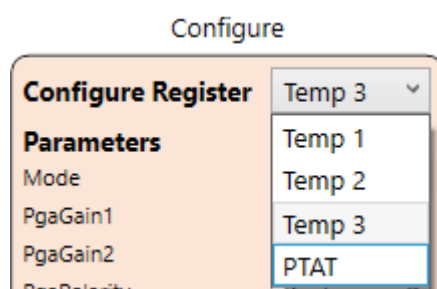 Configure
Configure Register Temp 3
Parameters Temp 1
Mode Temp 2
PgaGain1 Temp 3
PgaGain2 PTAT